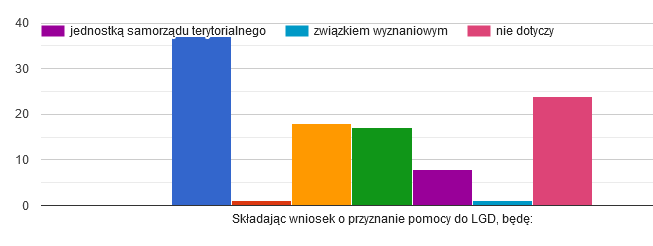 40
jednostką samorządu terytorialnego
związkiem wyznaniowym
nie dotyczy
30
20
10
0
Składając wniosek o przyznanie pomocy do LGD, będę: